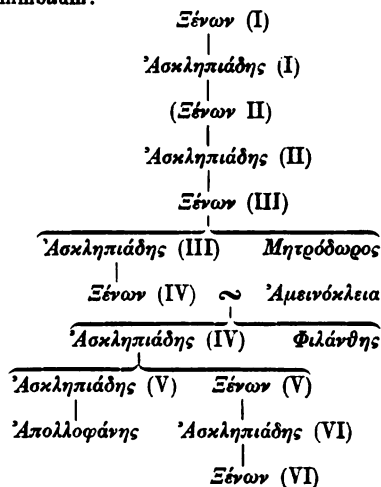 Ξένων (I)
Ἀσκληπιάδης (I)
(Ξένων II)
Ἀσκληπιάδης (II)
Ξένων (III)
Ἀσκληπιάδης (III) Μητρόδωρος
Ξένων (IV) ~ Ἀμεινόκλεια
Ἀσκληπιάδης (IV) Φιλάνθης
Ἀσκληπιάδης (V) Ξένων (V)
Ἀπολλοφάνης Ἀσκληπιάδης (VI)
Ξένων (VI)